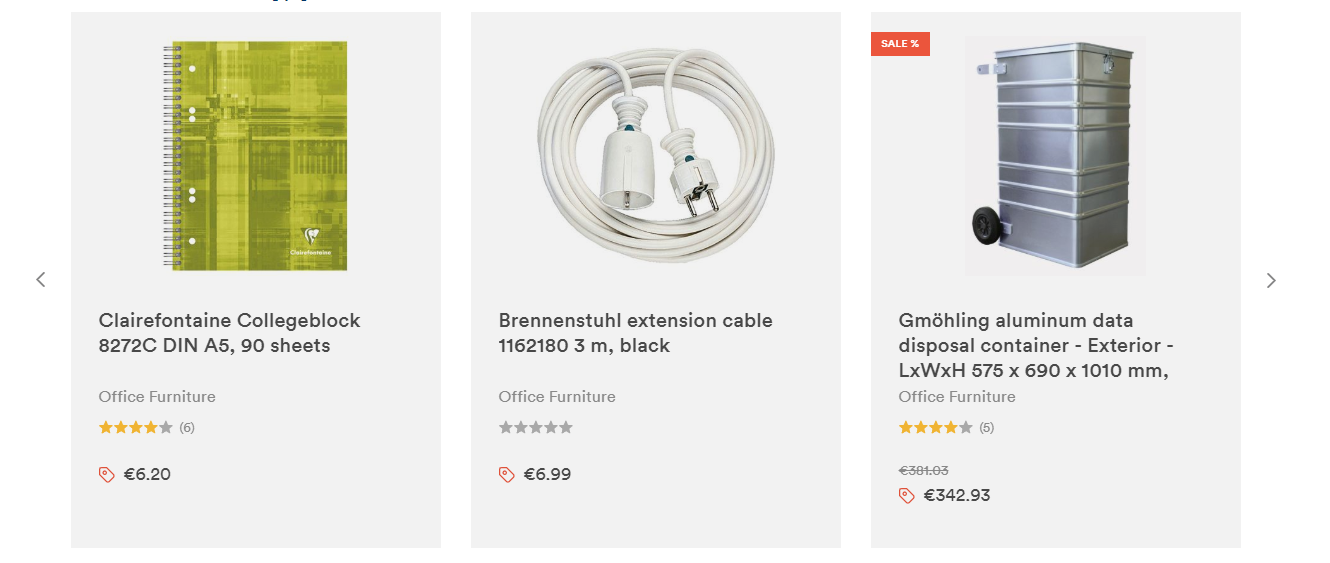 Clairefontaine
Clairefontaine Collegeblock
8272C DIN A5, 90 sheets
Office Furniture
(6)
€6.20
Brennenstuhl extension cable
1162180 3 m, black
Office Furniture
€6.99
SALE %
Gmöhling aluminum data
disposal container - Exterior -
LxWxH 575 x 690 x 1010 mm,
Office Furniture
(5)
€381.03
€342.93